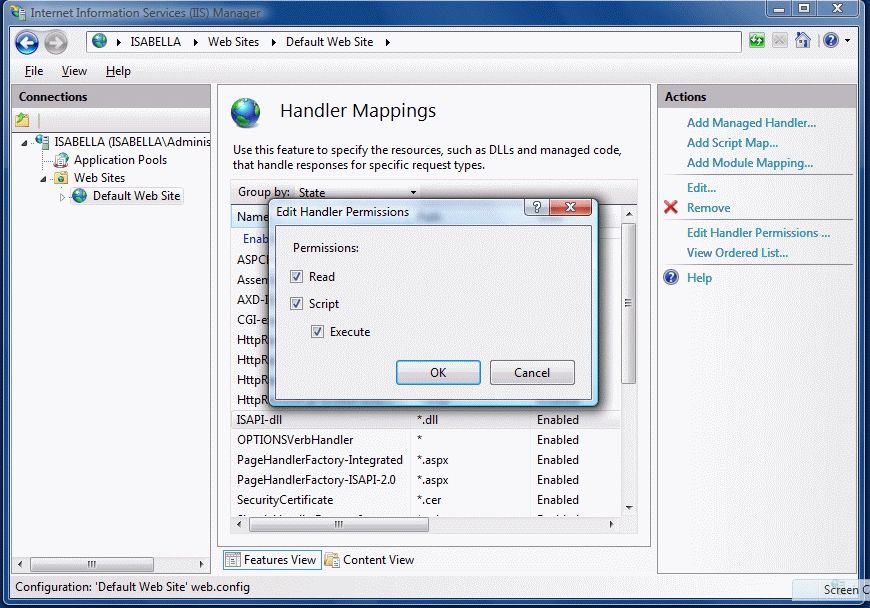 Internet Information Services (IIS) Manager
ISABELLA
Web Sites
Default Web Site
File View Help
Connections
ISABELLA (ISABELLA\Adminis
Application Pools
Web Sites
Default Web Site
Handler Mappings
Use this feature to specify the resources, such as DLLs and managed code,
that handle responses for specific request types.
Group by: State
Name
Enab
ASPCl
Assem
AXD-I
CGI-e
HttpR
HttpR
HttpR
Edit Handler Permissions
Permissions:
Read
Script
Execute
OK Cancel
ISAPI-dll *.dll Enabled
OPTIONSVerbHandler * Enabled
PageHandlerFactory-Integrated *.aspx Enabled
PageHandlerFactory-ISAPI-2.0 *.aspx Enabled
SecurityCertificate *.cer Enabled
Features View Content View
Actions
Add Managed Handler...
Add Script Map...
Add Module Mapping...
Edit...
Remove
Edit Handler Permissions ...
View Ordered List...
Help
Configuration: 'Default Web Site' web.config
Screen C